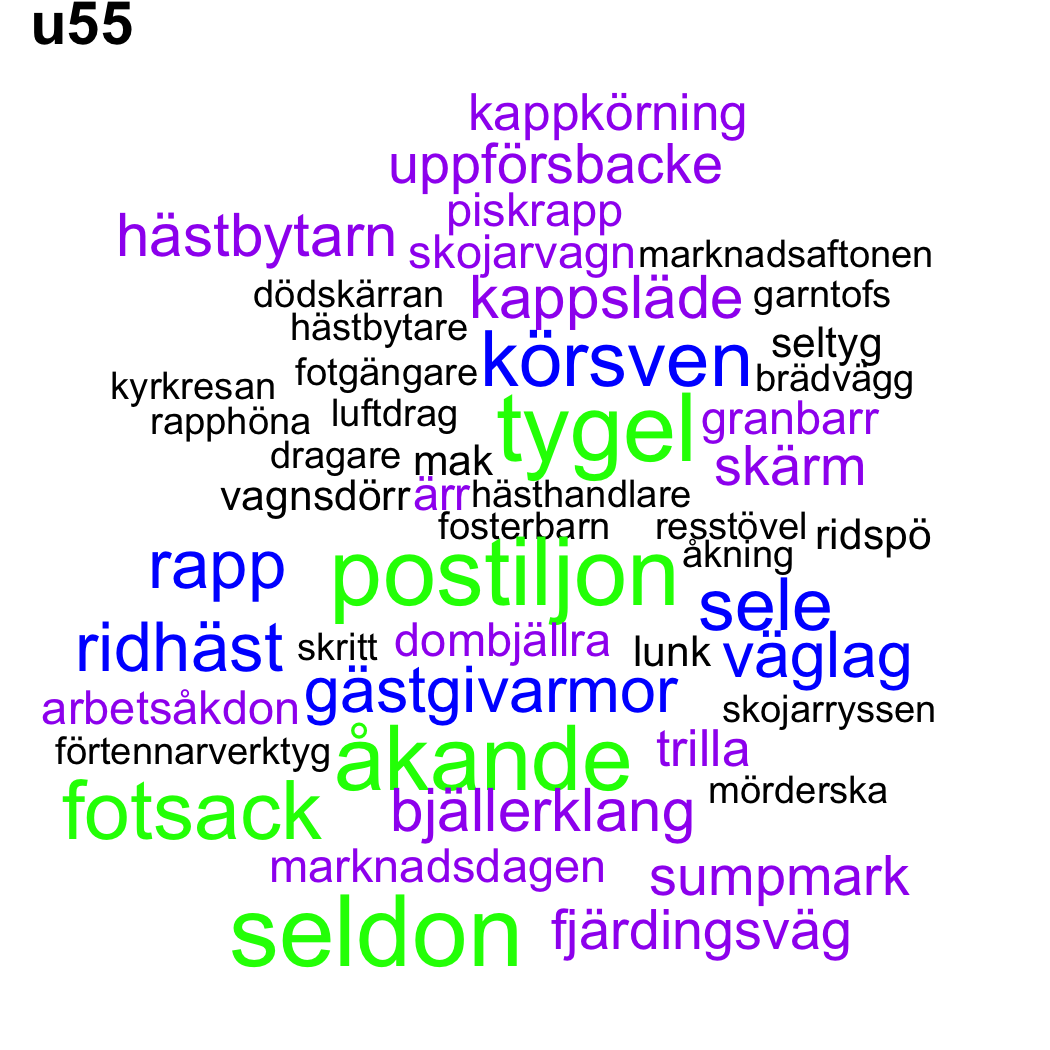 u55
kappkörning
uppförsbacke
piskrapp
hästbytarn skojarvagn marknadsaftonen
dödskärran kappsläde garntofs
hästbytare körsven seltyg
kyrkresan fotgängare brädvägg
rapphöna luftdrag tygel granbarr
dragare mak skärm
vagnsdörr ärr hästhandlare
fosterbarn resstövel ridspö
rapp postiljon åkning
sele
ridhäst skritt dombjällra lunk väglag
arbetsåkdon gästgivarmor skojarryssen
förtennarverktyg åkande trilla
fotsack bjällerklang mörderska
marknadsdagen sumpmark
seldon fjärdingsväg